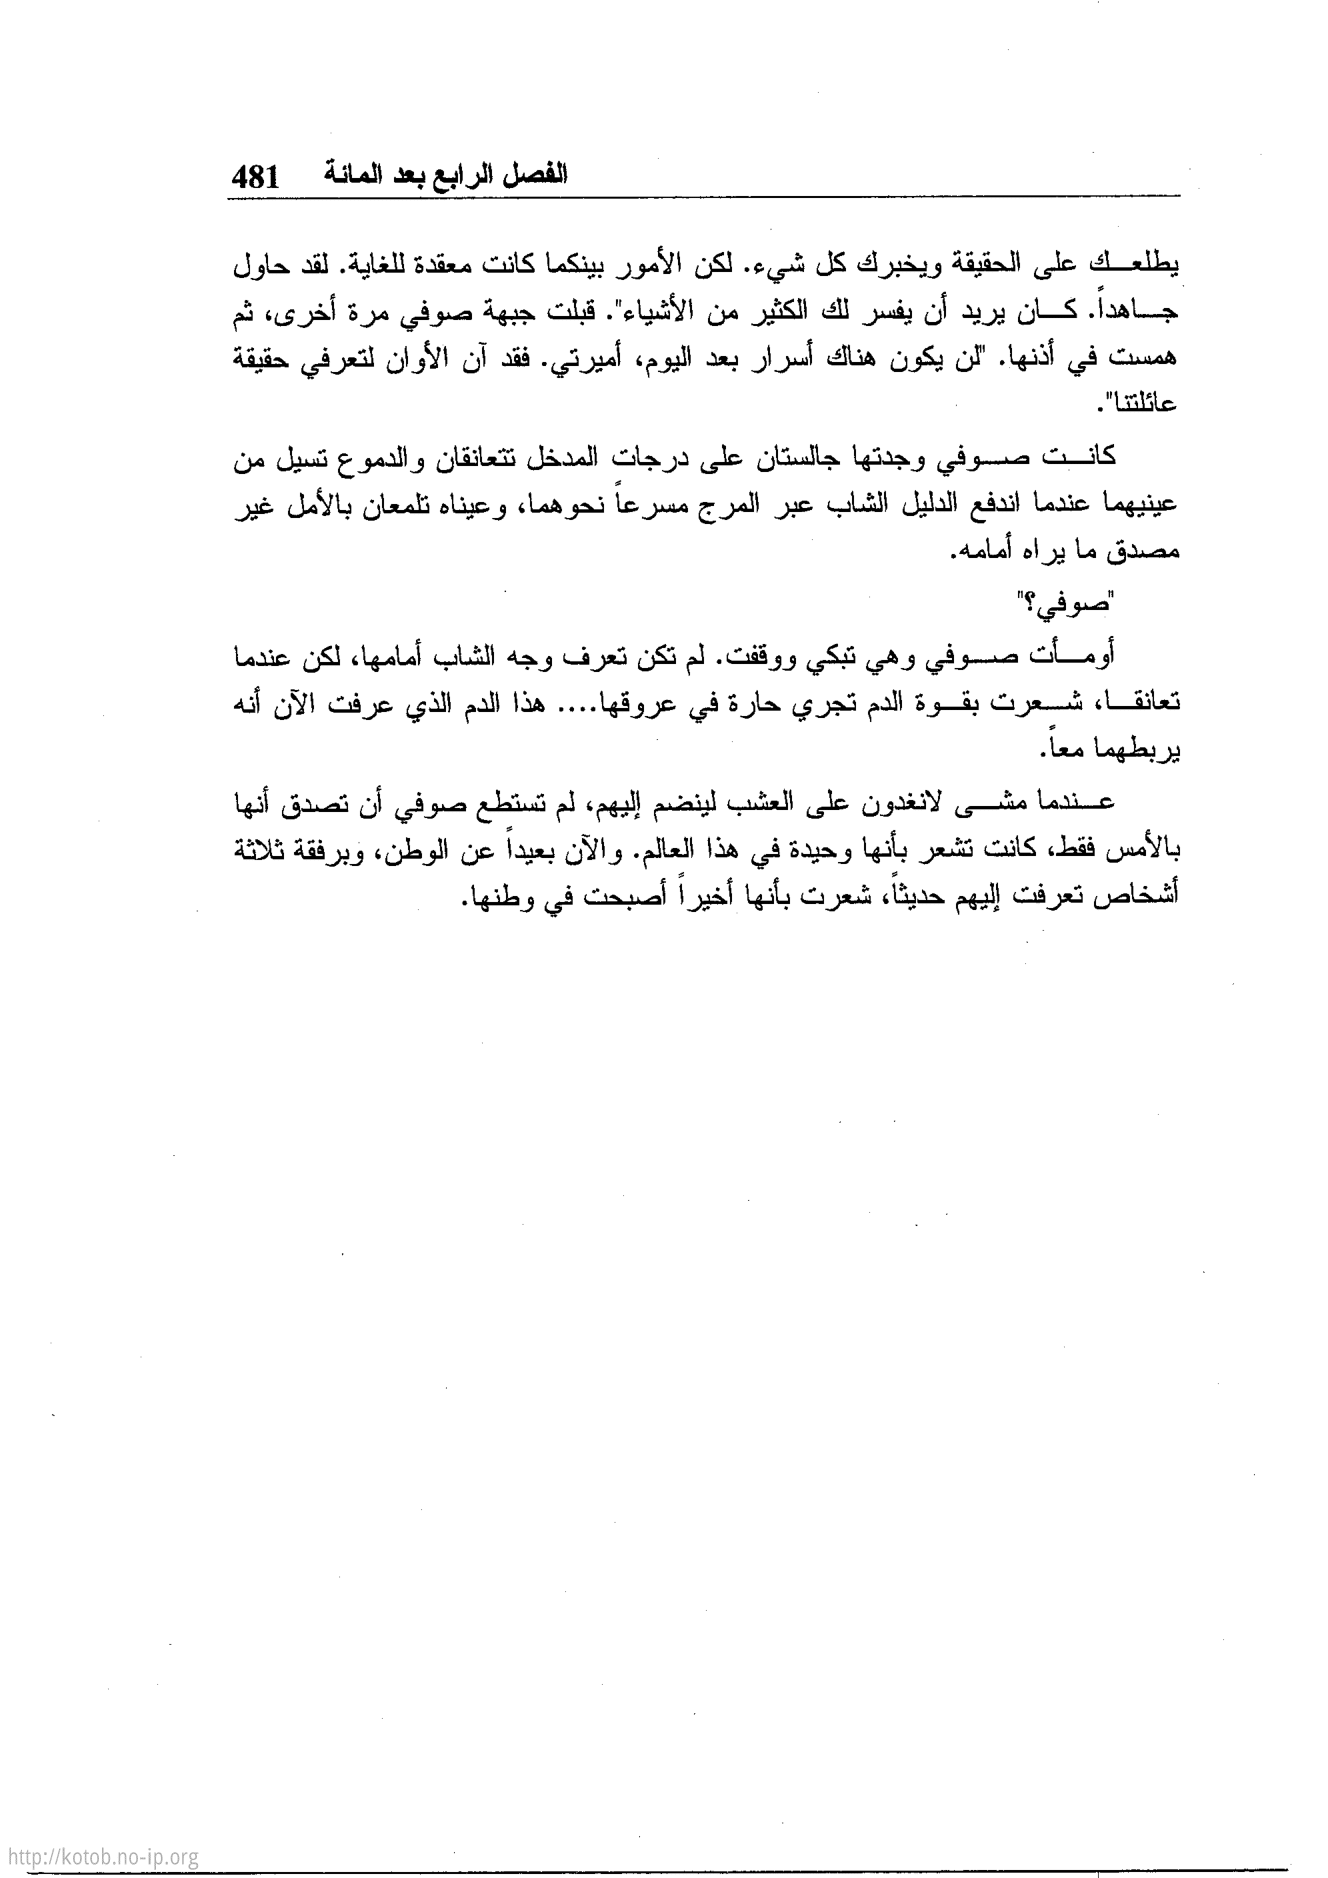 الفصل الرابع بعد المائة 481
يطلعك على الحقيقة ويخبرك كل شيء. لكن الأمور بينكما كانت معقدة للغاية. لقد حاول
جاهداً. كان يريد أن يفسر لك الكثير من الأشياء". قبلت جبهة صوفي مرة أخرى، ثم
همست في أذنها. "لن يكون هناك أسرار بعد اليوم، أميرتي. فقد آن الأوان لتعرفي حقيقة
عائلتنا".
كانت صوفي وجدتها جالستان على درجات المدخل تتعانقان والدموع تسيل من
عينيهما عندما اندفع الدليل الشاب عبر المرج مسرعاً نحوهما، وعيناه تلمعان بالأمل غير
مصدق ما يراه أمامه.
"صوفي؟"
أومأت صوفي وهي تبكي ووقفت. لم تكن تعرف وجه الشاب أمامها، لكن عندما
تعانقا، شعرت بقوة الدم تجري حارة في عروقها.... هذا الدم الذي عرفت الآن أنه
يربطهما معاً.
عندما مشى لانغدون على العشب لينضم إليهم، لم تستطع صوفي أن تصدق أنها
بالأمس فقط، كانت تشعر بأنها وحيدة في هذا العالم. والآن بعيداً عن الوطن، وبرفقة ثلاثة
أشخاص تعرفت إليهم حديثاً، شعرت بأنها أخيراً أصبحت في وطنها.
http://kotob.no-ip.org